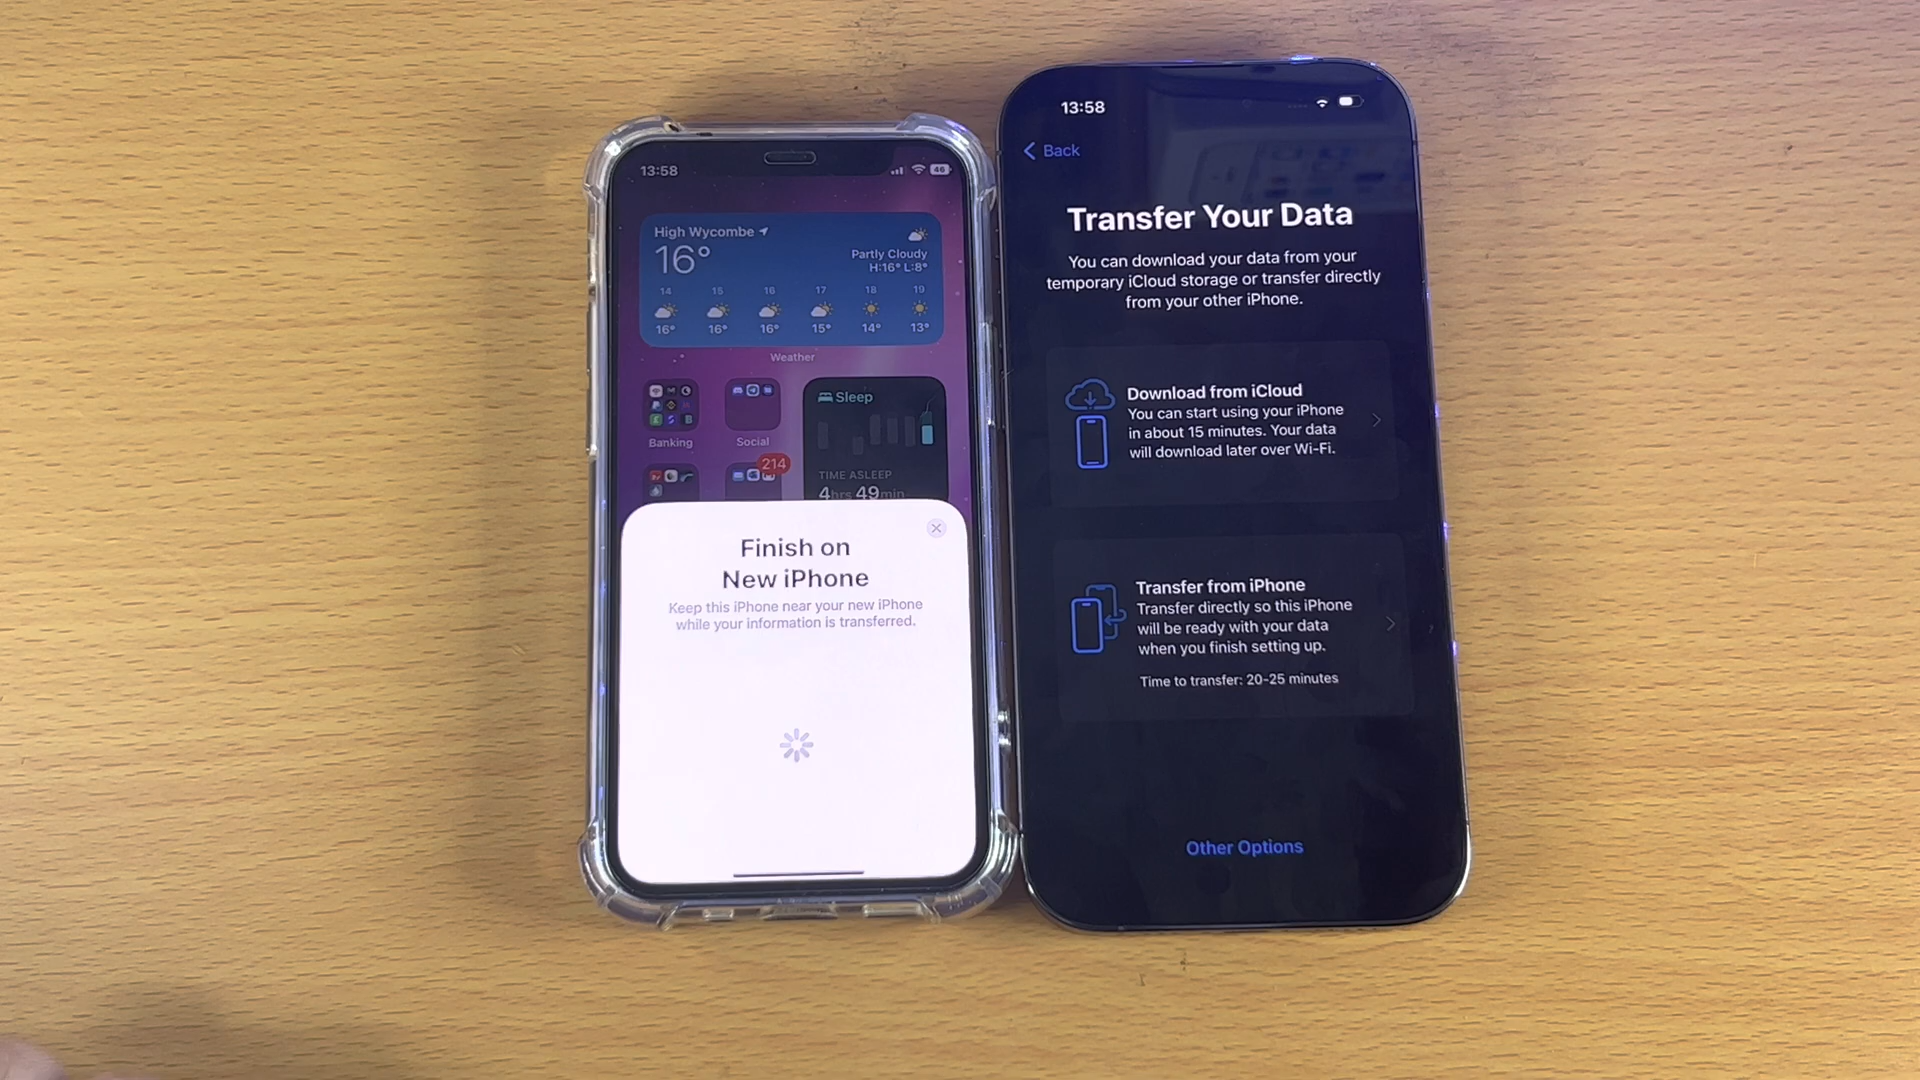 13:58
46
High Wycombe
16°
Partly Cloudy
H:16° L:8°
14 15 16 17 18 19
16° 16° 16° 15° 14° 13°
Weather
Banking
Social
Sleep
214
TIME ASLEEP
4hrs 49min
Finish on
New iPhone
Keep this iPhone near your new iPhone
while your information is transferred.
13:58
Back
Transfer Your Data
You can download your data from your
temporary iCloud storage or transfer directly
from your other iPhone.
Download from iCloud
You can start using your iPhone
in about 15 minutes. Your data
will download later over Wi-Fi.
Transfer from iPhone
Transfer directly so this iPhone
will be ready with your data
when you finish setting up.
Time to transfer: 20-25 minutes
Other Options